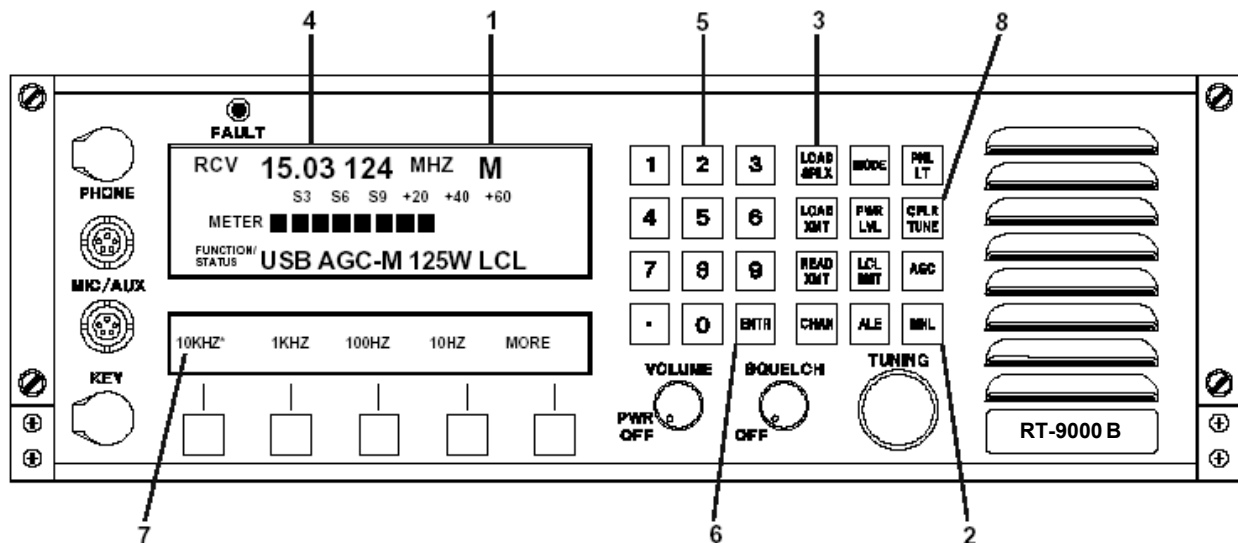 4 1 5 3 8
FAULT
RCV 15.03 124 MHZ M
S3 S6 S9 +20 +40 +60
METER
FUNCTION/
STATUS USB AGC-M 125W LCL
PHONE
MIC/AUX
KEY
10KHZ* 1KHZ 100HZ 10HZ MORE
1 2 3 LOAD SPLX MODE PNL LT
4 5 6 LOAD XMT PWR LVL CPLR TUNE
7 8 9 READ XMT LCL RMT AGC
. 0 ENTR CHAN ALE MNL
VOLUME SQUELCH TUNING
PWR OFF
OFF
RT-9000 B
7 6 2